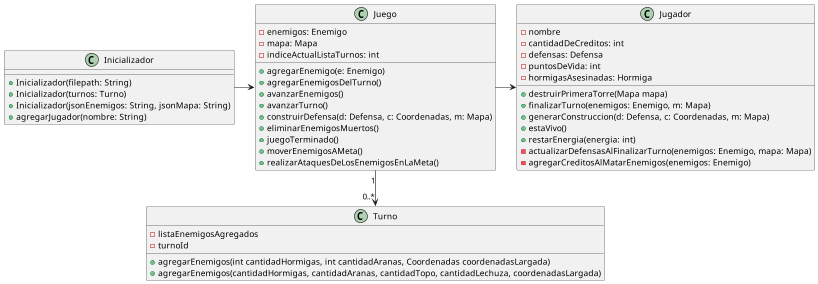 Inicializador
Inicializador(filepath: String)
Inicializador(turnos: Turno)
Inicializador(jsonEnemigos: String, jsonMapa: String)
agregarJugador(nombre: String)
Juego
enemigos: Enemigo
mapa: Mapa
indiceActualListaTurnos: int
agregarEnemigo(e: Enemigo)
agregarEnemigosDelTurno()
avanzarEnemigos()
avanzarTurno()
construirDefensa(d: Defensa, c: Coordenadas, m: Mapa)
eliminarEnemigosMuertos()
juegoTerminado()
moverEnemigosAMeta()
realizarAtaquesDeLosEnemigosEnLaMeta()
Jugador
nombre
cantidadDeCreditos: int
defensas: Defensa
puntosDeVida: int
hormigasAsesinadas: Hormiga
destruirPrimeraTorre(Mapa mapa)
finalizarTurno(enemigos: Enemigo, m: Mapa)
generarConstruccion(d: Defensa, c: Coordenadas, m: Mapa)
estaVivo()
restarEnergia(energia: int)
actualizarDefensasAlFinalizarTurno(enemigos: Enemigo, mapa: Mapa)
agregarCreditosAlMatarEnemigos(enemigos: Enemigo)
1
0..*
Turno
listaEnemigosAgregados
turnoId
agregarEnemigos(int cantidadHormigas, int cantidadAranas, Coordenadas coordenadasLargada)
agregarEnemigos(cantidadHormigas, cantidadAranas, cantidadTopo, cantidadLechuza, coordenadasLargada)